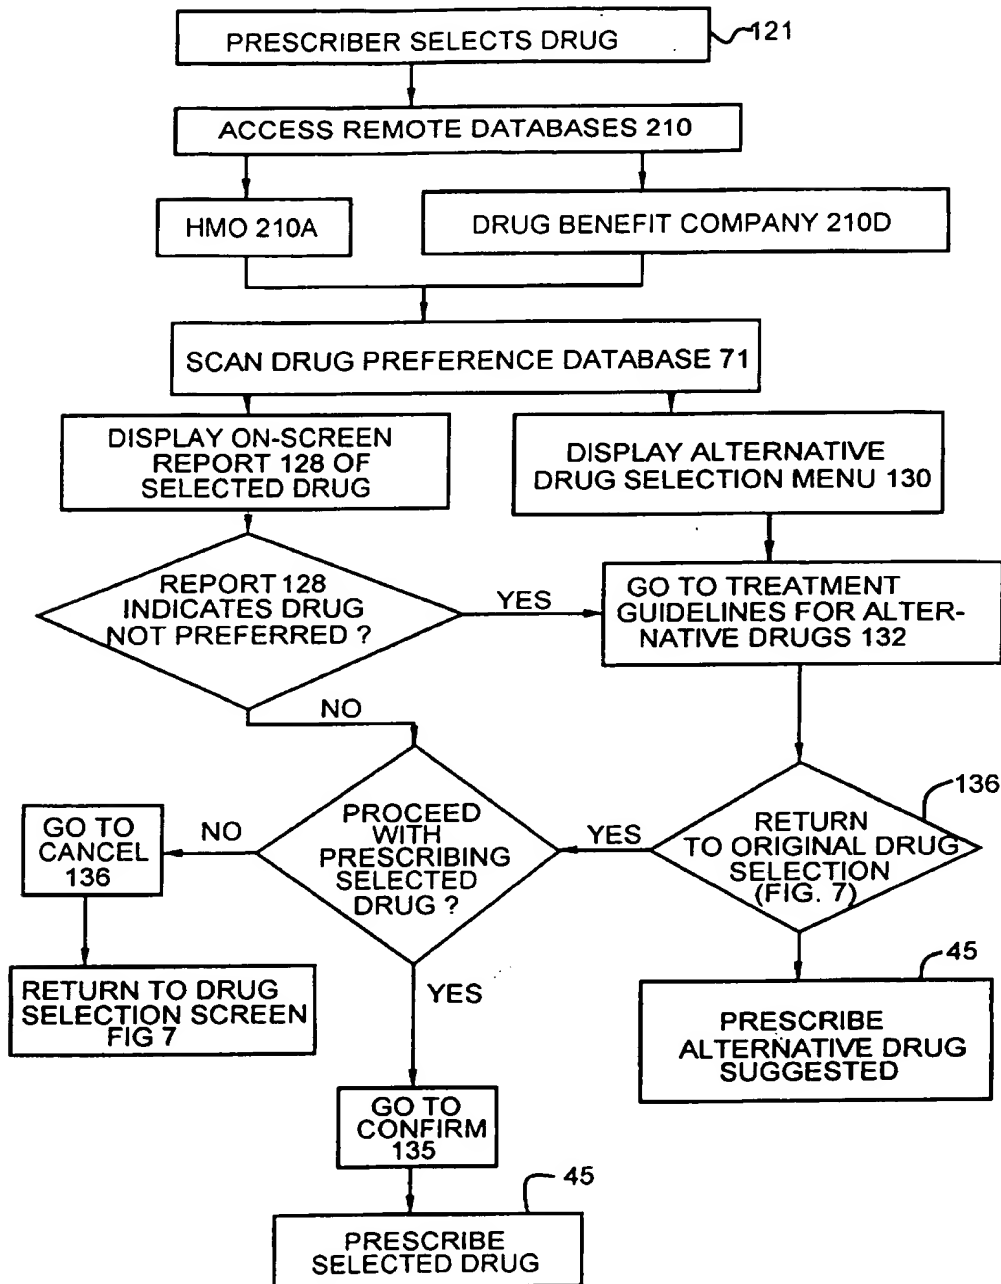 PRESCRIBER SELECTS DRUG
121
ACCESS REMOTE DATABASES 210
HMO 210A
DRUG BENEFIT COMPANY 210D
SCAN DRUG PREFERENCE DATABASE 71
DISPLAY ON-SCREEN
REPORT 128 OF
SELECTED DRUG
DISPLAY ALTERNATIVE
DRUG SELECTION MENU 130
REPORT 128
INDICATES DRUG
NOT PREFERRED ?
YES
GO TO TREATMENT
GUIDELINES FOR ALTER-
NATIVE DRUGS 132
NO
136
RETURN
TO ORIGINAL DRUG
SELECTION
(FIG. 7)
YES
PROCEED
WITH
PRESCRIBING
SELECTED
DRUG ?
NO
GO TO
CANCEL
136
RETURN TO DRUG
SELECTION SCREEN
FIG 7
YES
45
PRESCRIBE
ALTERNATIVE DRUG
SUGGESTED
GO TO
CONFIRM
135
45
PRESCRIBE
SELECTED DRUG